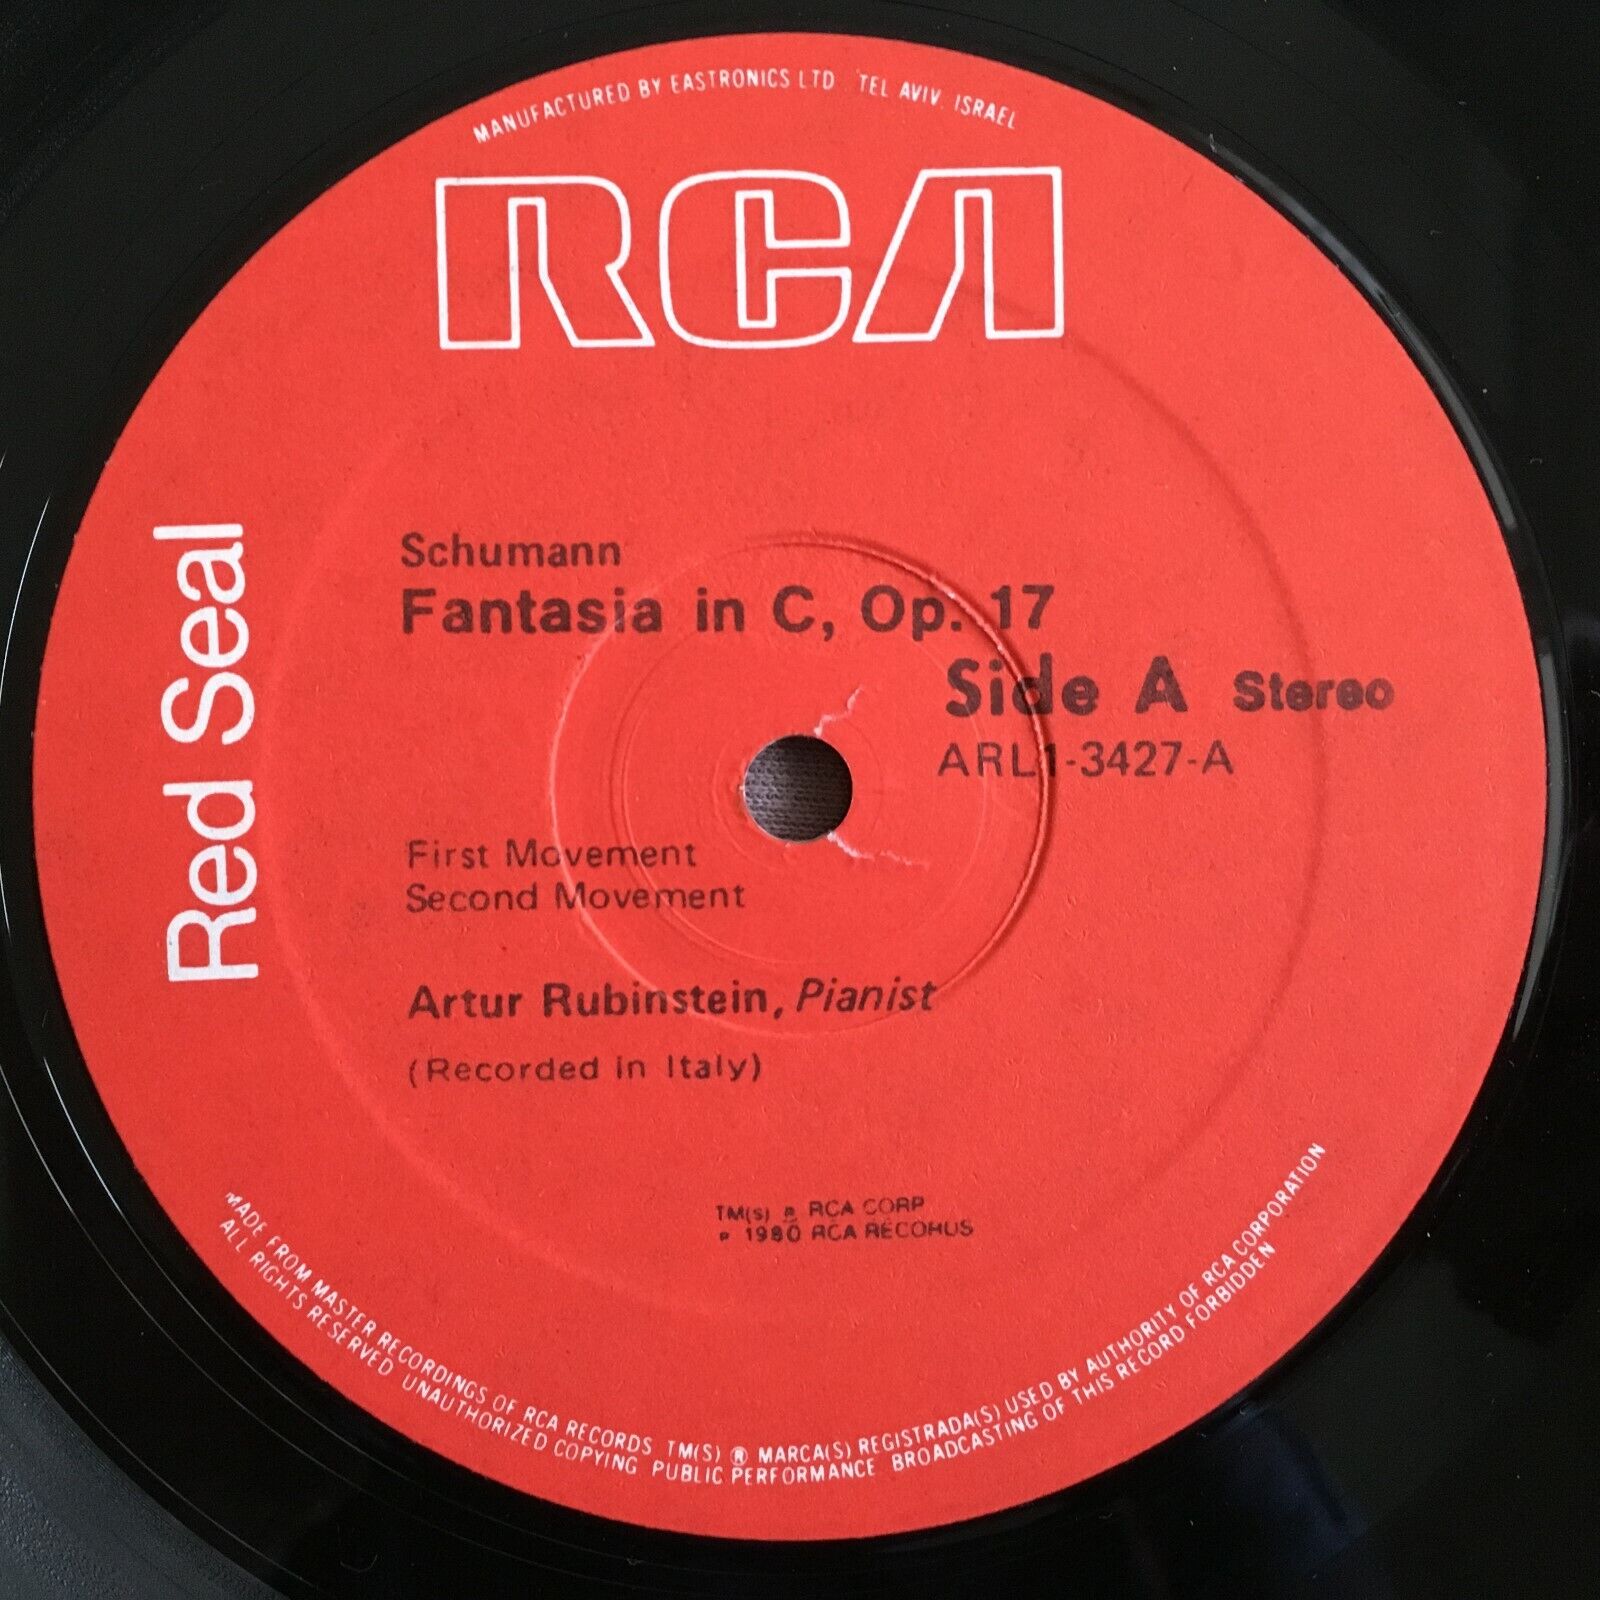 MANUFACTURED BY EASTRONICS LTD TEL AVIV, ISRAEL
RCA
Red Seal
Schumann
Fantasia in C, Op. 17
Side A Stereo
ARL1-3427-A
First Movement
Second Movement
Artur Rubinstein, Pianist
(Recorded in Italy)
TM(s) ® RCA CORP
℗ 1980 RCA RECORDS
MADE FROM MASTER RECORDINGS OF RCA RECORDS TM(S) ® MARCA(S) REGISTRADA(S) USED BY AUTHORITY OF RCA CORPORATION
ALL RIGHTS RESERVED UNAUTHORIZED COPYING PUBLIC PERFORMANCE BROADCASTING OF THIS RECORD FORBIDDEN